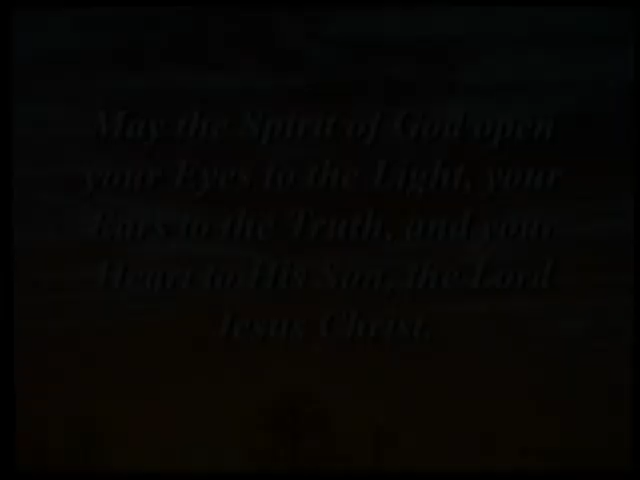 May the Spirit of God open
your Eyes to the Light, your
Ears to the Truth, and your
Heart to His Son, the Lord
Jesus Christ.